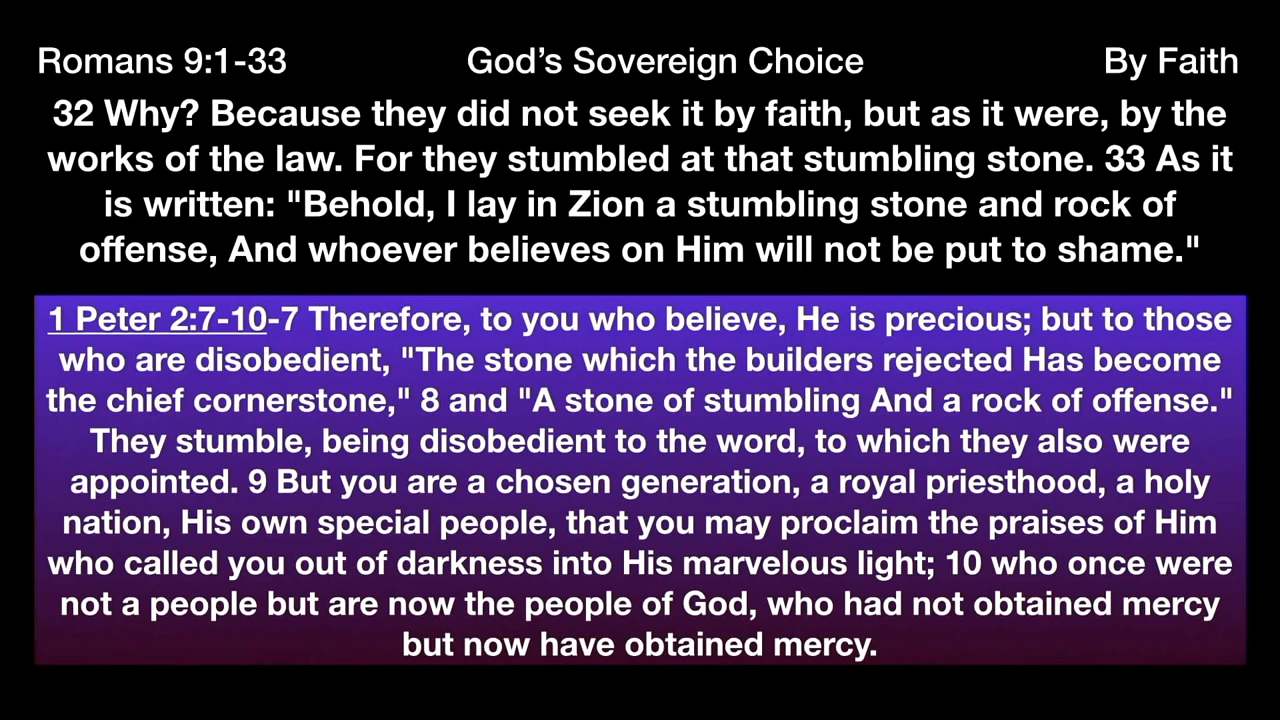 Romans 9:1-33 God’s Sovereign Choice By Faith
32 Why? Because they did not seek it by faith, but as it were, by the
works of the law. For they stumbled at that stumbling stone. 33 As it
is written: "Behold, I lay in Zion a stumbling stone and rock of
offense, And whoever believes on Him will not be put to shame."
1 Peter 2:7-10-7 Therefore, to you who believe, He is precious; but to those
who are disobedient, "The stone which the builders rejected Has become
the chief cornerstone," 8 and "A stone of stumbling And a rock of offense."
They stumble, being disobedient to the word, to which they also were
appointed. 9 But you are a chosen generation, a royal priesthood, a holy
nation, His own special people, that you may proclaim the praises of Him
who called you out of darkness into His marvelous light; 10 who once were
not a people but are now the people of God, who had not obtained mercy
but now have obtained mercy.